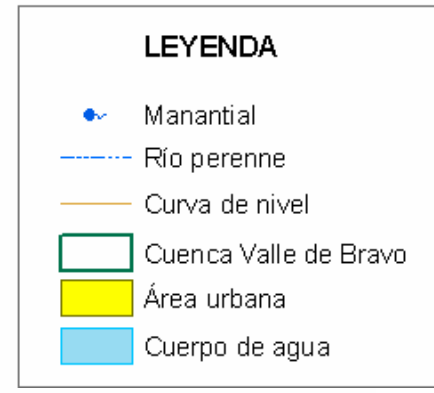 LEYENDA
Manantial
Río perenne
Curva de nivel
Cuenca Valle de Bravo
Área urbana
Cuerpo de agua